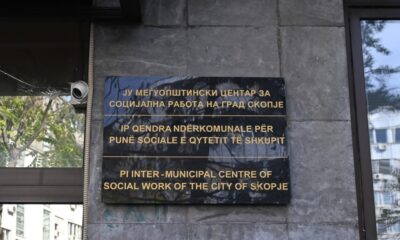 ЈУ МЕЃУОПШТИНСКИ ЦЕНТАР ЗА
СОЦИЈАЛНА РАБОТА НА ГРАД СКОПЈЕ
IP QENDRA NDËRKOMUNALE PËR
PUNË SOCIALE E QYTETIT TË SHKUPIT
PI INTER-MUNICIPAL CENTRE OF
SOCIAL WORK OF THE CITY OF SKOPJE